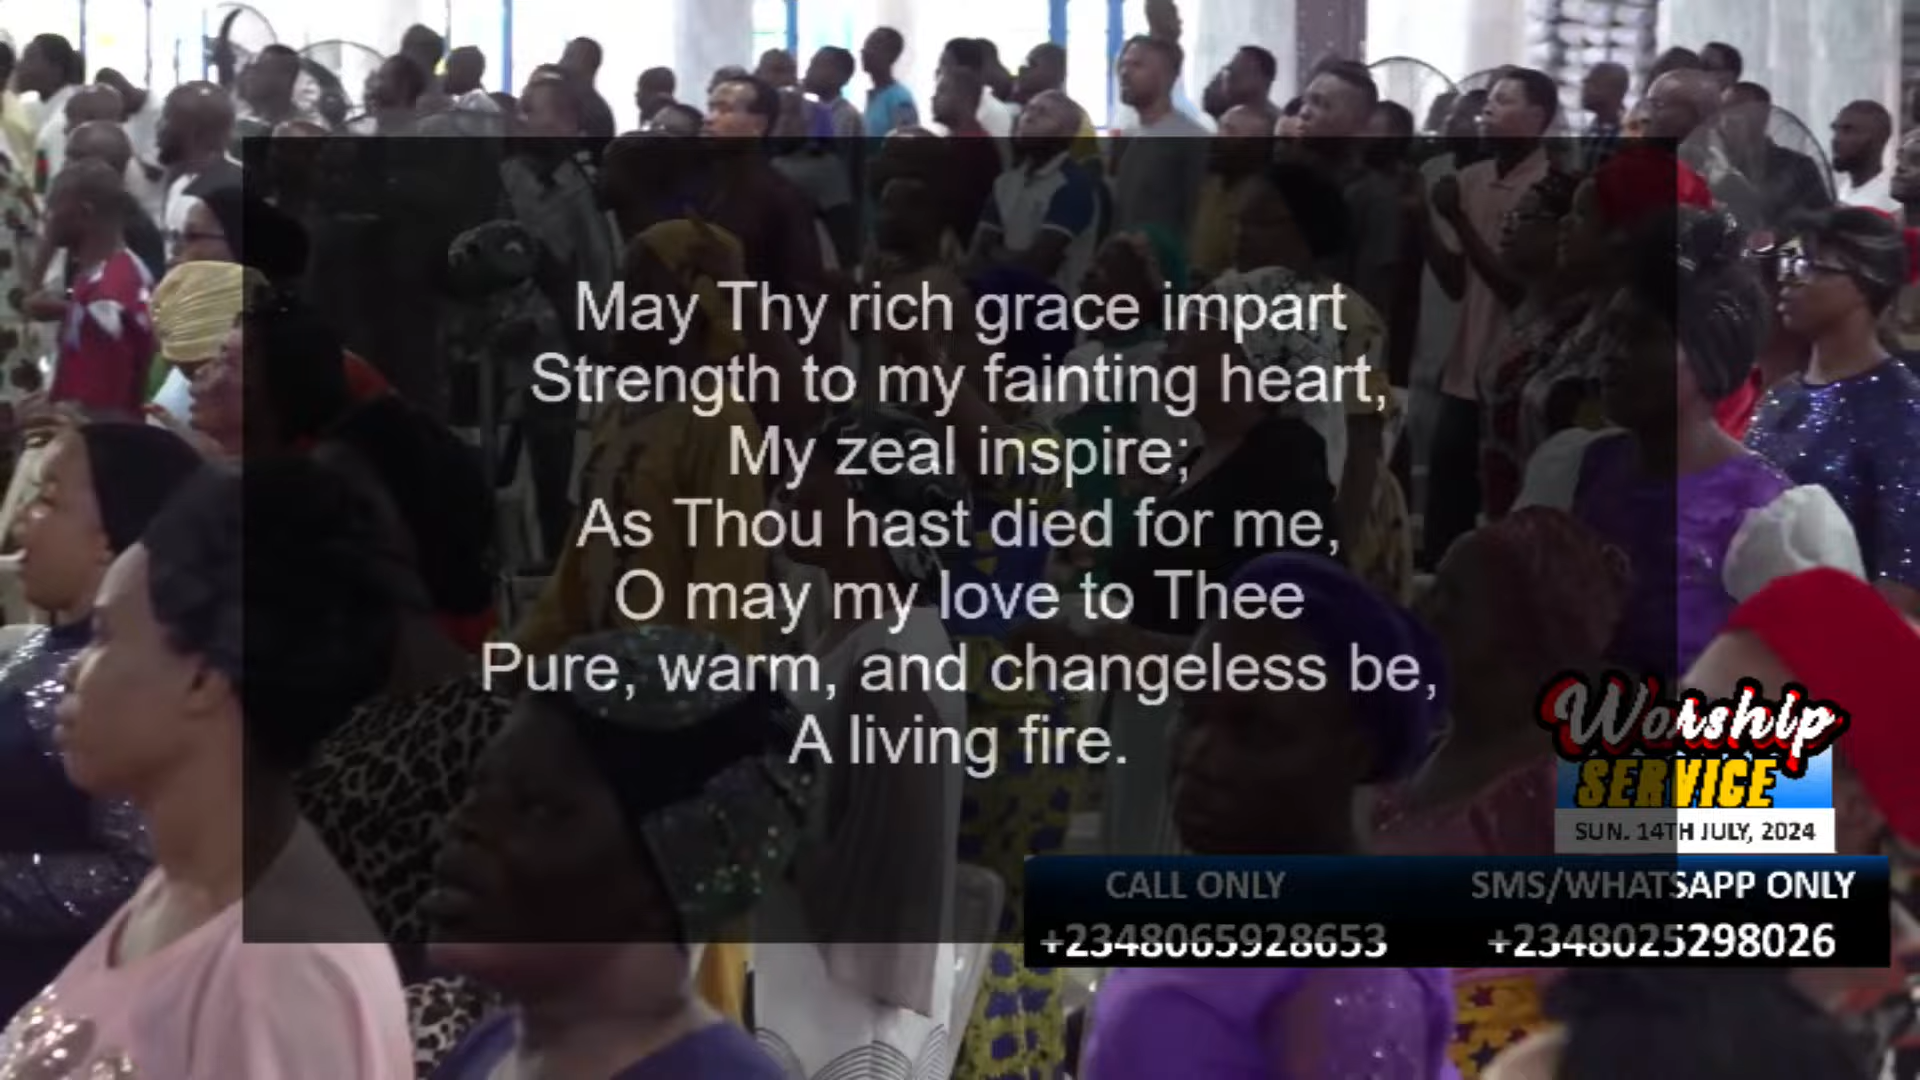 May Thy rich grace impart
Strength to my fainting heart,
My zeal inspire;
As Thou hast died for me,
O may my love to Thee
Pure, warm, and changeless be,
A living fire.
Worship
SERVICE
SUN. 14TH JULY, 2024
CALL ONLY SMS/WHATSAPP ONLY
+2348065928653 +2348025298026